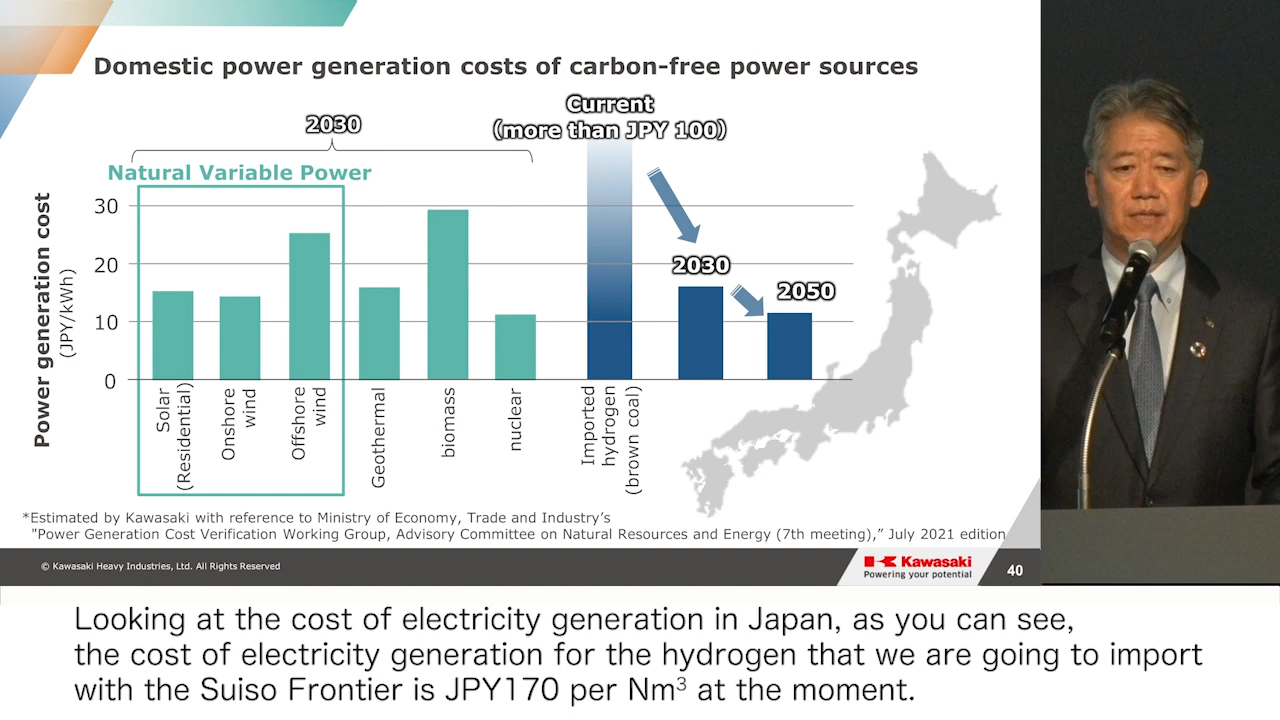 Domestic power generation costs of carbon-free power sources
2030
Current
(more than JPY 100)
Natural Variable Power
Power generation cost
(JPY/kWh)
30
20
10
0
2030
2050
Solar
(Residential)
Onshore
wind
Offshore
wind
Geothermal
biomass
nuclear
Imported
hydrogen
(brown coal)
*Estimated by Kawasaki with reference to Ministry of Economy, Trade and Industry’s
"Power Generation Cost Verification Working Group, Advisory Committee on Natural Resources and Energy (7th meeting),” July 2021 edition
© Kawasaki Heavy Industries, Ltd. All Rights Reserved
Kawasaki
Powering your potential
40
Looking at the cost of electricity generation in Japan, as you can see,
the cost of electricity generation for the hydrogen that we are going to import
with the Suiso Frontier is JPY170 per Nm³ at the moment.